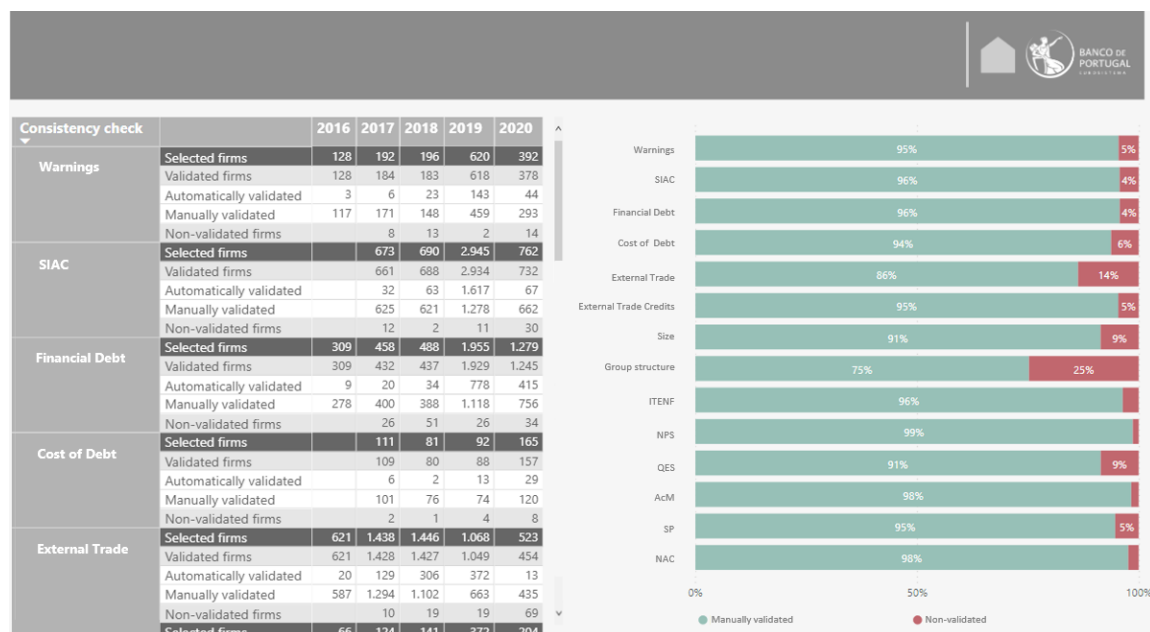 BANCO DE
PORTUGAL
EUROSISTEMA
Consistency check 2016 2017 2018 2019 2020
Warnings
Selected firms 128 192 196 620 392
Validated firms 128 184 183 618 378
Automatically validated 3 6 23 143 44
Manually validated 117 171 148 459 293
Non-validated firms 8 13 2 14
SIAC
Selected firms 673 690 2.945 762
Validated firms 661 688 2.934 732
Automatically validated 32 63 1.617 67
Manually validated 625 621 1.278 662
Non-validated firms 12 2 11 30
Financial Debt
Selected firms 309 458 488 1.955 1.279
Validated firms 309 432 437 1.929 1.245
Automatically validated 9 20 34 778 415
Manually validated 278 400 388 1.118 756
Non-validated firms 26 51 26 34
Cost of Debt
Selected firms 111 81 92 165
Validated firms 109 80 88 157
Automatically validated 6 2 13 29
Manually validated 101 76 74 120
Non-validated firms 2 1 4 8
External Trade
Selected firms 621 1.438 1.446 1.068 523
Validated firms 621 1.428 1.427 1.049 454
Automatically validated 20 129 306 372 13
Manually validated 587 1.294 1.102 663 435
Non-validated firms 10 19 19 69
Selected firms 66 124 141 372 204
Warnings 95% 5%
SIAC 96% 4%
Financial Debt 96% 4%
Cost of Debt 94% 6%
External Trade 86% 14%
External Trade Credits 95% 5%
Size 91% 9%
Group structure 75% 25%
ITENF 96%
NPS 99%
QES 91% 9%
AcM 98%
SP 95% 5%
NAC 98%
0% 50% 100%
Manually validated Non-validated